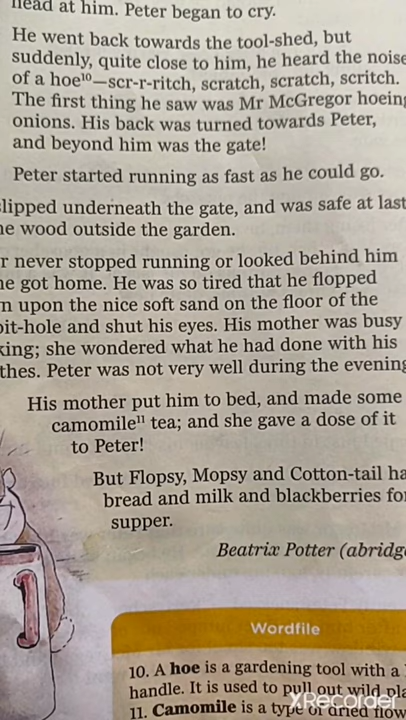 head at him. Peter began to cry.
He went back towards the tool-shed, but
suddenly, quite close to him, he heard the noise
of a hoe¹⁰—scr-r-ritch, scratch, scratch, scritch.
The first thing he saw was Mr McGregor hoeing
onions. His back was turned towards Peter,
and beyond him was the gate!
Peter started running as fast as he could go.
slipped underneath the gate, and was safe at last
he wood outside the garden.
r never stopped running or looked behind him
he got home. He was so tired that he flopped
n upon the nice soft sand on the floor of the
bit-hole and shut his eyes. His mother was busy
king; she wondered what he had done with his
thes. Peter was not very well during the evening
His mother put him to bed, and made some
camomile¹¹ tea; and she gave a dose of it
to Peter!
But Flopsy, Mopsy and Cotton-tail ha
bread and milk and blackberries fo
supper.
Beatrix Potter (abridg
Wordfile
10. A hoe is a gardening tool with a
handle. It is used to pull out wild pla
11. Camomile is a type of dried flow
XRecorder